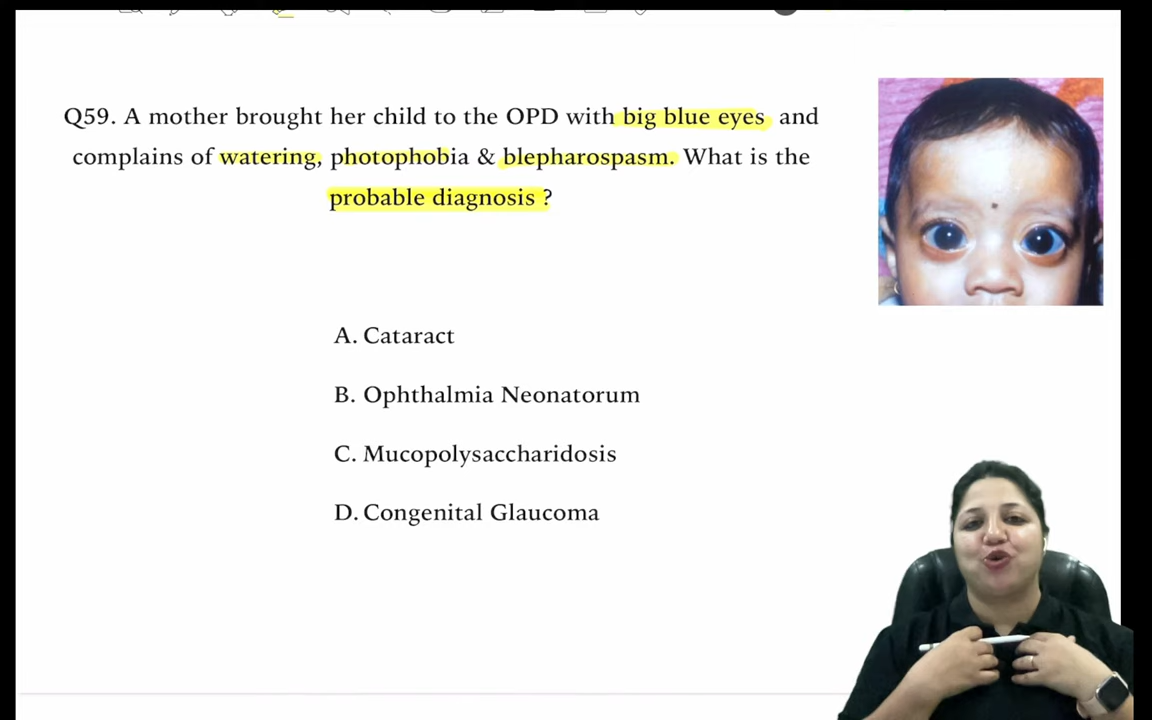 Q59. A mother brought her child to the OPD with big blue eyes and
complains of watering, photophobia & blepharospasm. What is the
probable diagnosis ?
A. Cataract
B. Ophthalmia Neonatorum
C. Mucopolysaccharidosis
D. Congenital Glaucoma